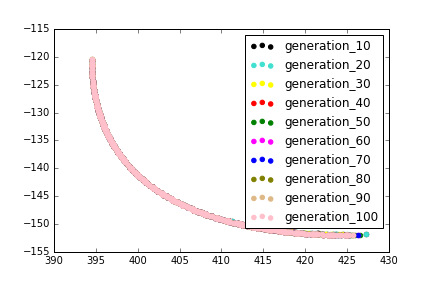 −115
−120
−125
−130
−135
−140
−145
−150
−155
390 395 400 405 410 415 420 425 430
generation_10
generation_20
generation_30
generation_40
generation_50
generation_60
generation_70
generation_80
generation_90
generation_100